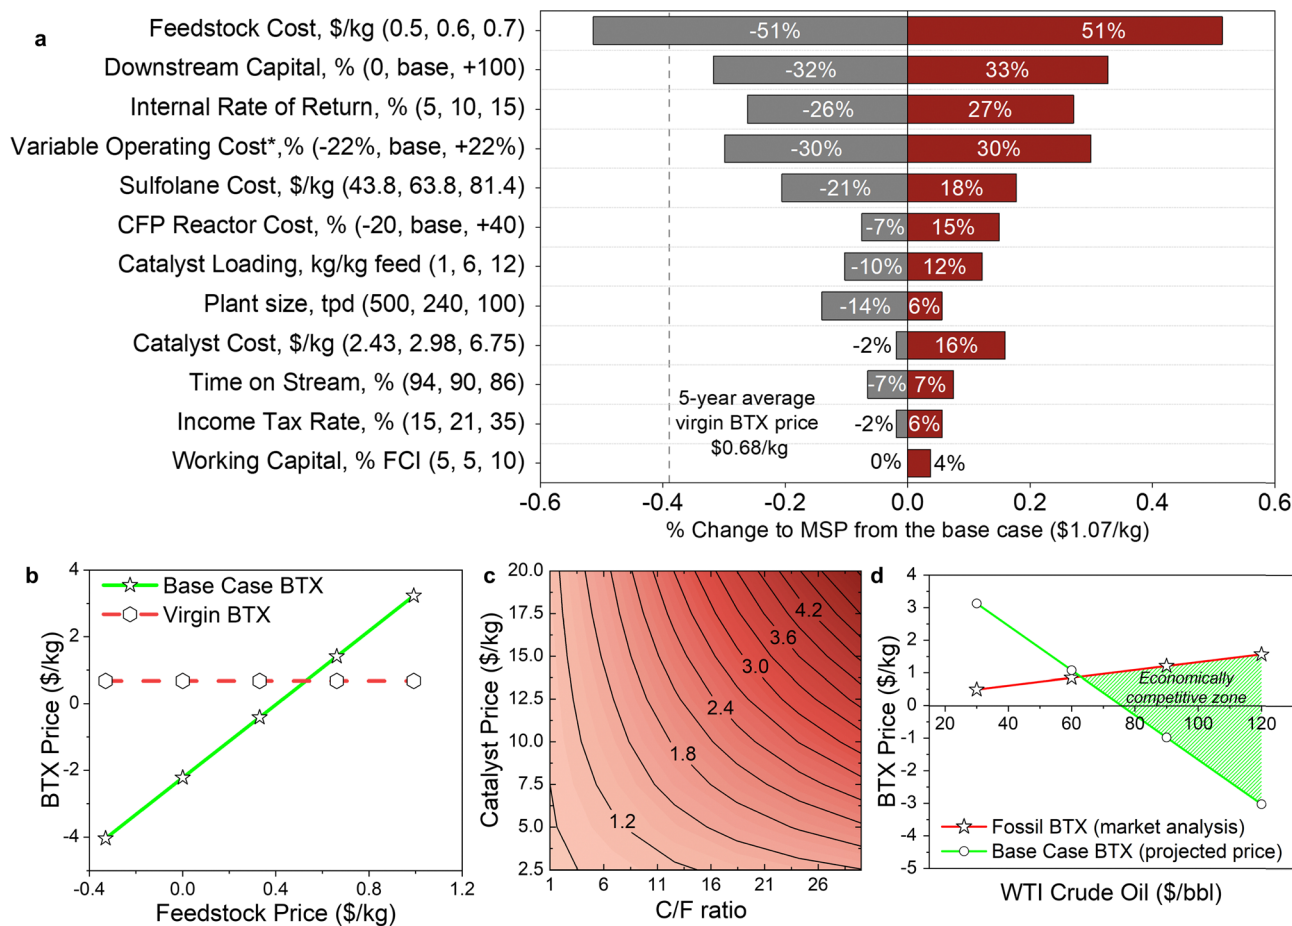 a
Feedstock Cost, $/kg (0.5, 0.6, 0.7)
-51%
51%
Downstream Capital, % (0, base, +100)
-32%
33%
Internal Rate of Return, % (5, 10, 15)
-26%
27%
Variable Operating Cost*,% (-22%, base, +22%)
-30%
30%
Sulfolane Cost, $/kg (43.8, 63.8, 81.4)
-21%
18%
CFP Reactor Cost, % (-20, base, +40)
-7%
15%
Catalyst Loading, kg/kg feed (1, 6, 12)
-10%
12%
Plant size, tpd (500, 240, 100)
-14%
6%
Catalyst Cost, $/kg (2.43, 2.98, 6.75)
-2%
16%
Time on Stream, % (94, 90, 86)
-7%
7%
Income Tax Rate, % (15, 21, 35)
-2%
6%
Working Capital, % FCI (5, 5, 10)
0%
4%
5-year average
virgin BTX price
$0.68/kg
-0.6 -0.4 -0.2 0.0 0.2 0.4 0.6
% Change to MSP from the base case ($1.07/kg)
b
BTX Price ($/kg)
4
2
0
-2
-4
Base Case BTX
Virgin BTX
-0.4 0.0 0.4 0.8 1.2
Feedstock Price ($/kg)
c
Catalyst Price ($/kg)
20.0
17.5
15.0
12.5
10.0
7.5
5.0
2.5
4.2
3.6
3.0
2.4
1.8
1.2
1 6 11 16 21 26
C/F ratio
d
BTX Price ($/kg)
4
3
2
1
0
-1
-2
-3
-4
-5
Economically
competitive zone
20 40 60 80 100 120
Fossil BTX (market analysis)
Base Case BTX (projected price)
WTI Crude Oil ($/bbl)